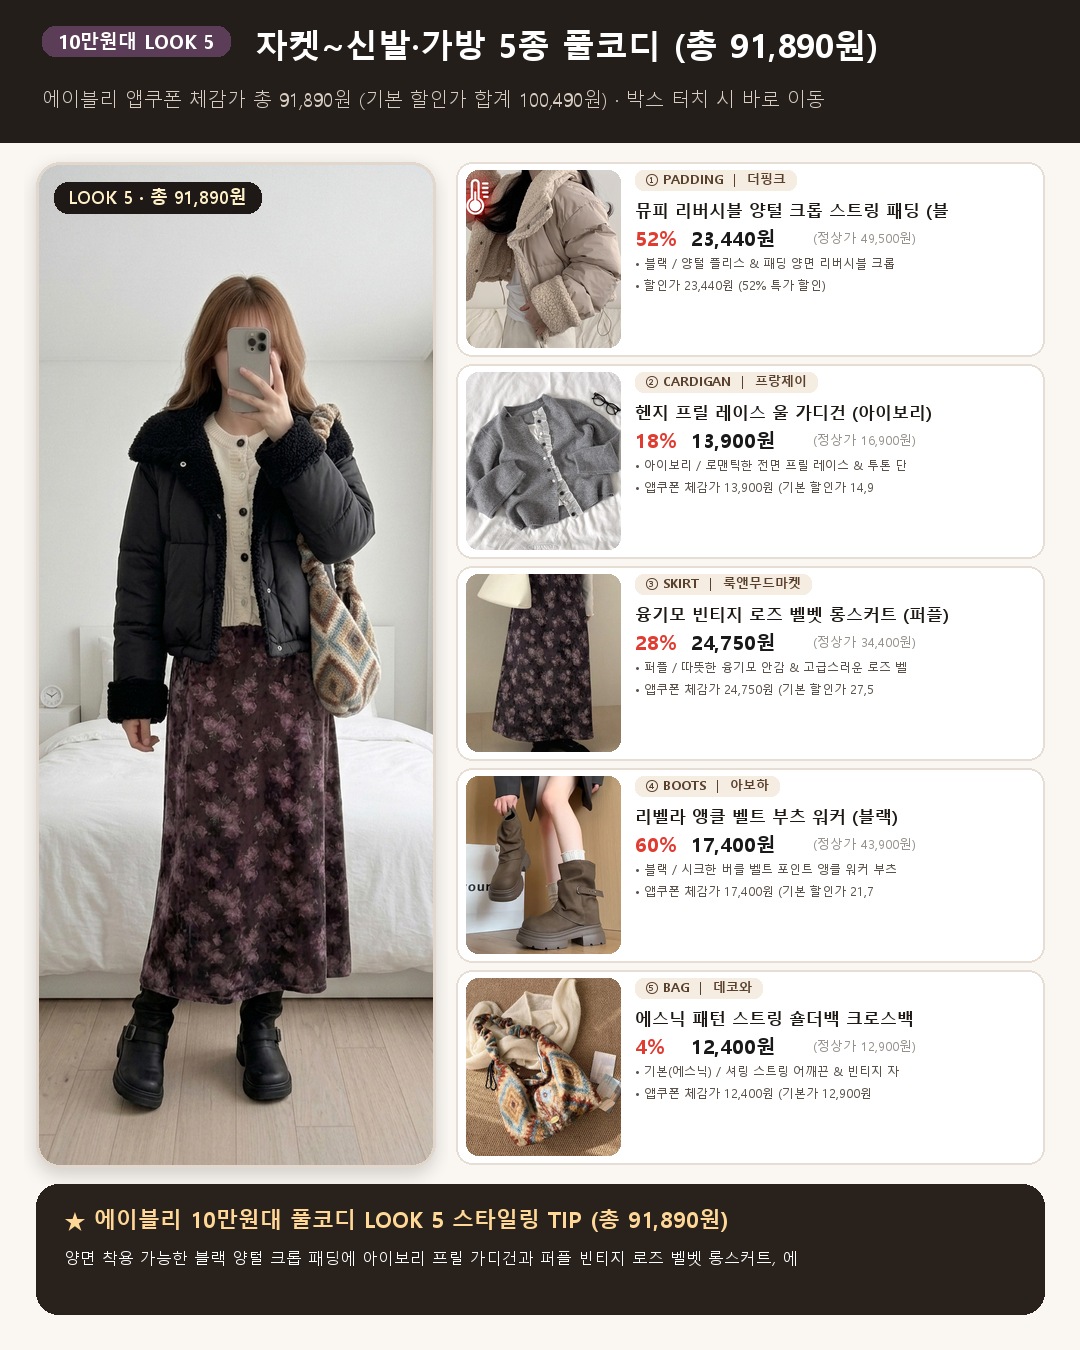 10만원대 LOOK 5
자켓~신발·가방 5종 풀코디 (총 91,890원)
에이블리 앱쿠폰 체감가 총 91,890원 (기본 할인가 합계 100,490원) · 박스 터치 시 바로 이동
LOOK 5 · 총 91,890원
① PADDING | 더핑크
뮤피 리버시블 양털 크롭 스트링 패딩 (블
52% 23,440원 (정상가 49,500원)
• 블랙 / 양털 플리스 & 패딩 양면 리버시블 크롭
• 할인가 23,440원 (52% 특가 할인)
② CARDIGAN | 프랑제이
헨지 프릴 레이스 울 가디건 (아이보리)
18% 13,900원 (정상가 16,900원)
• 아이보리 / 로맨틱한 전면 프릴 레이스 & 투톤 단
• 앱쿠폰 체감가 13,900원 (기본 할인가 14,9
③ SKIRT | 룩앤무드마켓
융기모 빈티지 로즈 벨벳 롱스커트 (퍼플)
28% 24,750원 (정상가 34,400원)
• 퍼플 / 따뜻한 융기모 안감 & 고급스러운 로즈 벨
• 앱쿠폰 체감가 24,750원 (기본 할인가 27,5
④ BOOTS | 아보하
리벨라 앵클 벨트 부츠 워커 (블랙)
60% 17,400원 (정상가 43,900원)
• 블랙 / 시크한 버클 벨트 포인트 앵클 워커 부츠
• 앱쿠폰 체감가 17,400원 (기본 할인가 21,7
your
⑤ BAG | 데코와
에스닉 패턴 스트링 숄더백 크로스백
4% 12,400원 (정상가 12,900원)
• 기본(에스닉) / 셔링 스트링 어깨끈 & 빈티지 자
• 앱쿠폰 체감가 12,400원 (기본가 12,900원
★ 에이블리 10만원대 풀코디 LOOK 5 스타일링 TIP (총 91,890원)
양면 착용 가능한 블랙 양털 크롭 패딩에 아이보리 프릴 가디건과 퍼플 빈티지 로즈 벨벳 롱스커트, 에